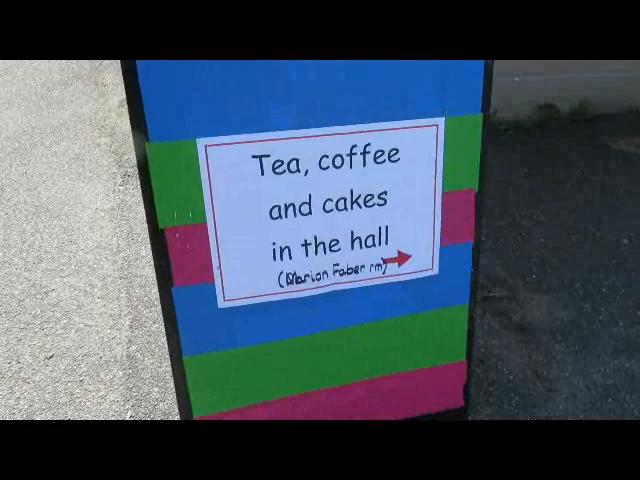 Tea, coffee
and cakes
in the hall
(Marion Faber rm)